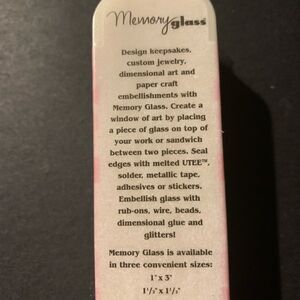 Memory glass
Design keepsakes,
custom jewelry,
dimensional art and
paper craft
embellishments with
Memory Glass. Create a
window of art by placing
a piece of glass on top of
your work or sandwich
between two pieces. Seal
edges with melted UTEE™,
solder, metallic tape,
adhesives or stickers.
Embellish glass with
rub-ons, wire, beads,
dimensional glue and
glitters!
Memory Glass is available
in three convenient sizes:
1" x 3"